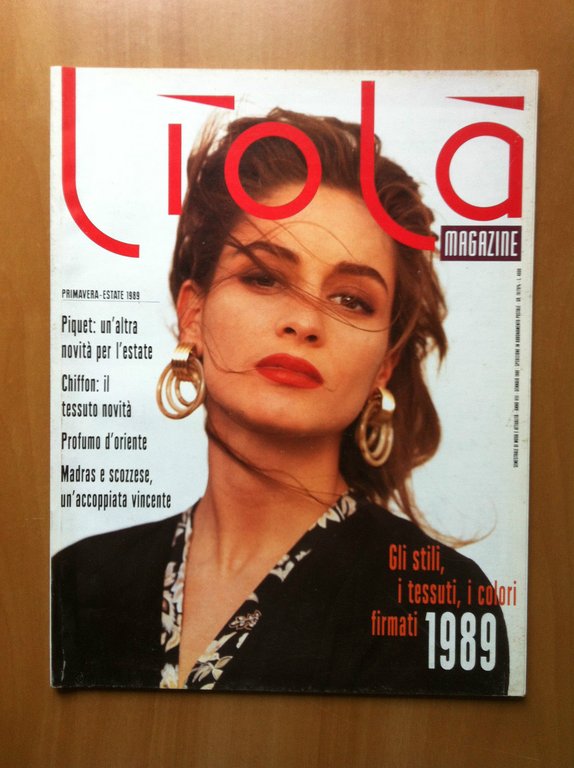 Liolà
MAGAZINE
PRIMAVERA-ESTATE 1989
Piquet: un'altra
novità per l'estate
Chiffon: il
tessuto novità
Profumo d'oriente
Madras e scozzese,
un'accoppiata vincente
Gli stili,
i tessuti, i colori
firmati 1989